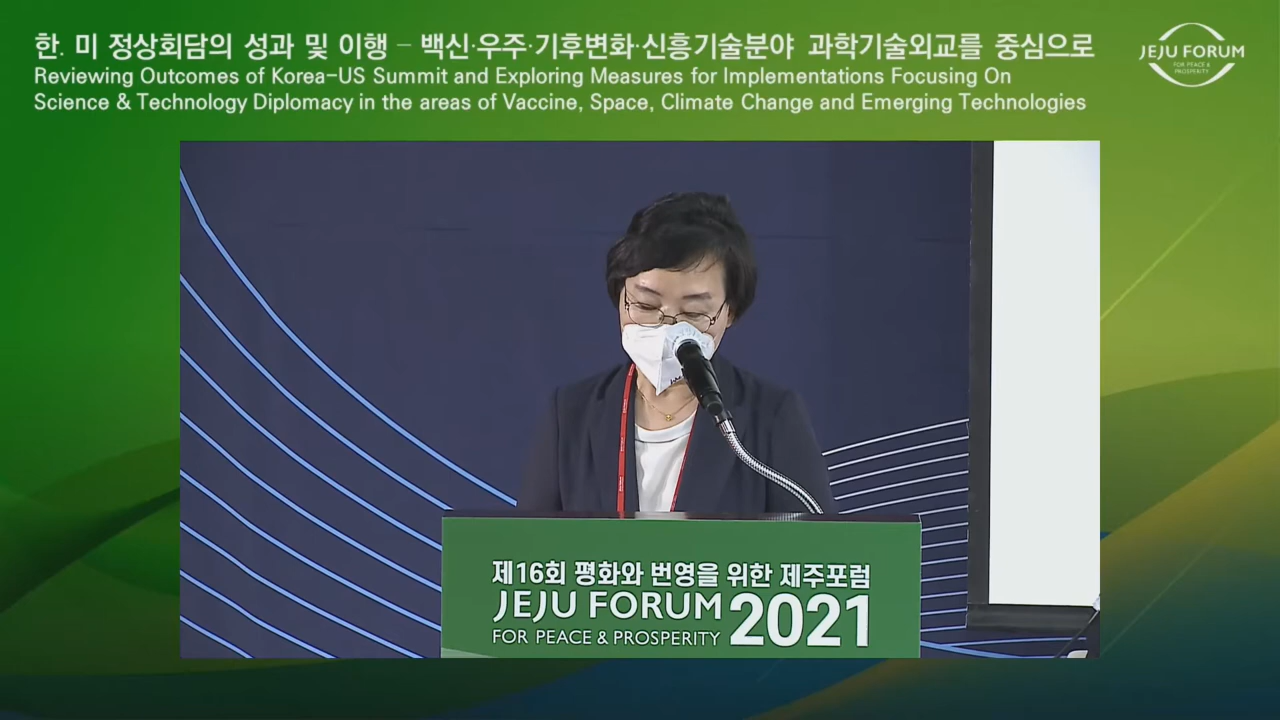 한. 미 정상회담의 성과 및 이행 – 백신·우주·기후변화·신흥기술분야 과학기술외교를 중심으로
Reviewing Outcomes of Korea-US Summit and Exploring Measures for Implementations Focusing On
Science & Technology Diplomacy in the areas of Vaccine, Space, Climate Change and Emerging Technologies
JEJU FORUM
FOR PEACE &
PROSPERITY
제16회 평화와 번영을 위한 제주포럼
JEJU FORUM
FOR PEACE & PROSPERITY
2021